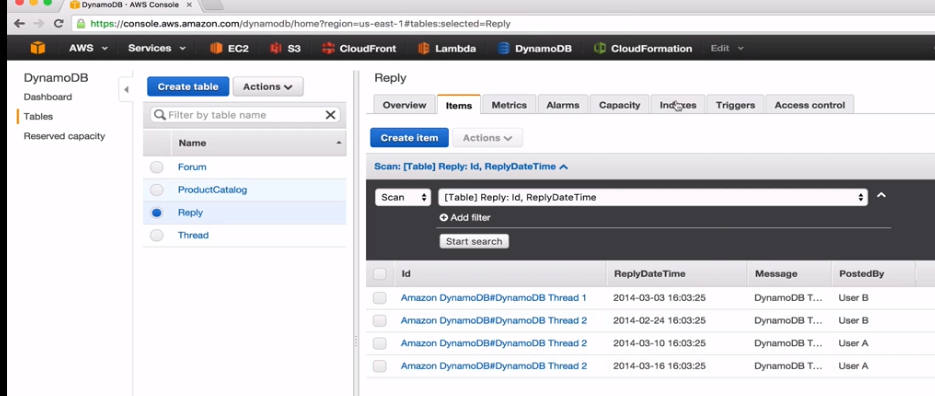 DynamoDB · AWS Console
https://console.aws.amazon.com/dynamodb/home?region=us-east-1#tables:selected=Reply
AWS Services EC2 S3 CloudFront Lambda DynamoDB CloudFormation Edit
DynamoDB
Dashboard
Tables
Reserved capacity
Create table Actions
Filter by table name
Name
Forum
ProductCatalog
Reply
Thread
Reply
Overview Items Metrics Alarms Capacity Indexes Triggers Access control
Create item Actions
Scan: [Table] Reply: Id, ReplyDateTime
Scan [Table] Reply: Id, ReplyDateTime
Add filter
Start search
Id ReplyDateTime Message PostedBy
Amazon DynamoDB#DynamoDB Thread 1 2014-03-03 16:03:25 DynamoDB T... User B
Amazon DynamoDB#DynamoDB Thread 2 2014-02-24 16:03:25 DynamoDB T... User B
Amazon DynamoDB#DynamoDB Thread 2 2014-03-10 16:03:25 DynamoDB T... User A
Amazon DynamoDB#DynamoDB Thread 2 2014-03-16 16:03:25 DynamoDB T... User A